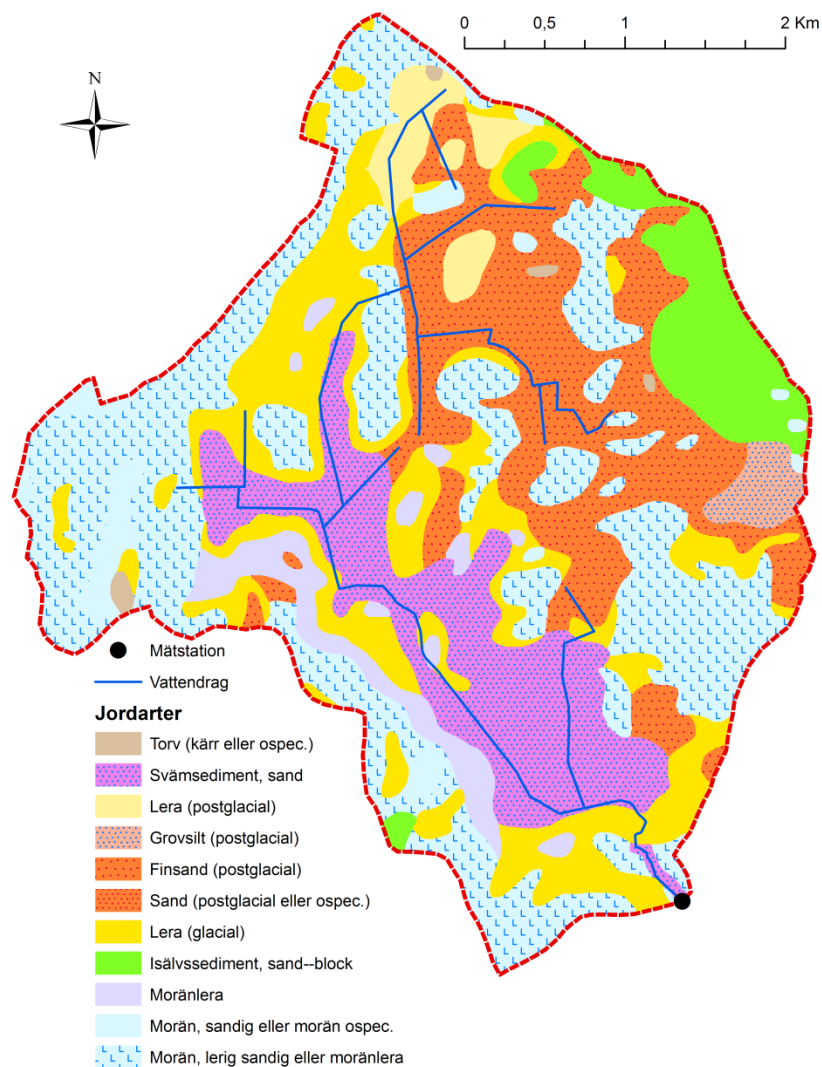 0 0,5 1 2 Km
N
Mätstation
Vattendrag
Jordarter
Torv (kärr eller ospec.)
Svämsediment, sand
Lera (postglacial)
Grovsilt (postglacial)
Finsand (postglacial)
Sand (postglacial eller ospec.)
Lera (glacial)
Isälvssediment, sand--block
Moränlera
Morän, sandig eller morän ospec.
Morän, lerig sandig eller moränlera